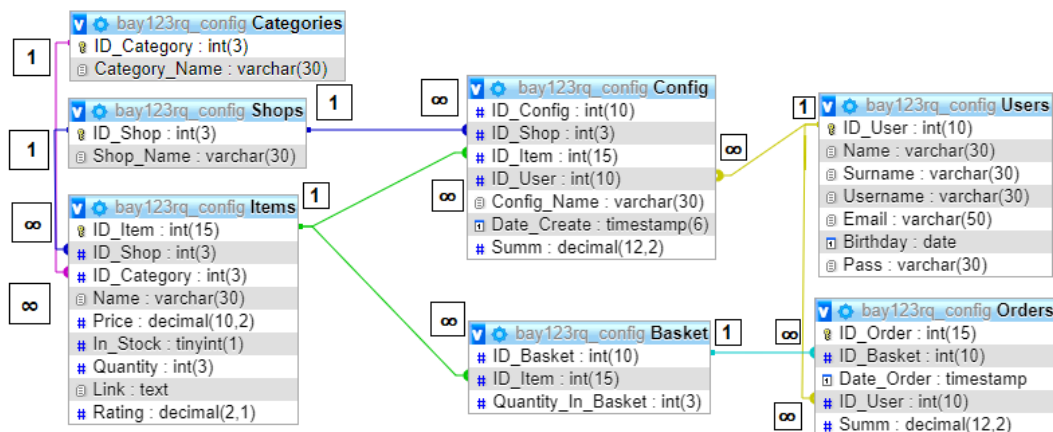 bay123rq_config Categories
ID_Category : int(3)
Category_Name : varchar(30)
1
bay123rq_config Shops
ID_Shop : int(3)
Shop_Name : varchar(30)
1
1
∞
∞
bay123rq_config Items
ID_Item : int(15)
ID_Shop : int(3)
ID_Category : int(3)
Name : varchar(30)
Price : decimal(10,2)
In_Stock : tinyint(1)
Quantity : int(3)
Link : text
Rating : decimal(2,1)
1
∞
∞
bay123rq_config Config
ID_Config : int(10)
ID_Shop : int(3)
ID_Item : int(15)
ID_User : int(10)
Config_Name : varchar(30)
Date_Create : timestamp(6)
Summ : decimal(12,2)
∞
∞
bay123rq_config Basket
ID_Basket : int(10)
ID_Item : int(15)
Quantity_In_Basket : int(3)
1
1
bay123rq_config Users
ID_User : int(10)
Name : varchar(30)
Surname : varchar(30)
Username : varchar(30)
Email : varchar(50)
Birthday : date
Pass : varchar(30)
∞
∞
bay123rq_config Orders
ID_Order : int(15)
ID_Basket : int(10)
Date_Order : timestamp
ID_User : int(10)
Summ : decimal(12,2)